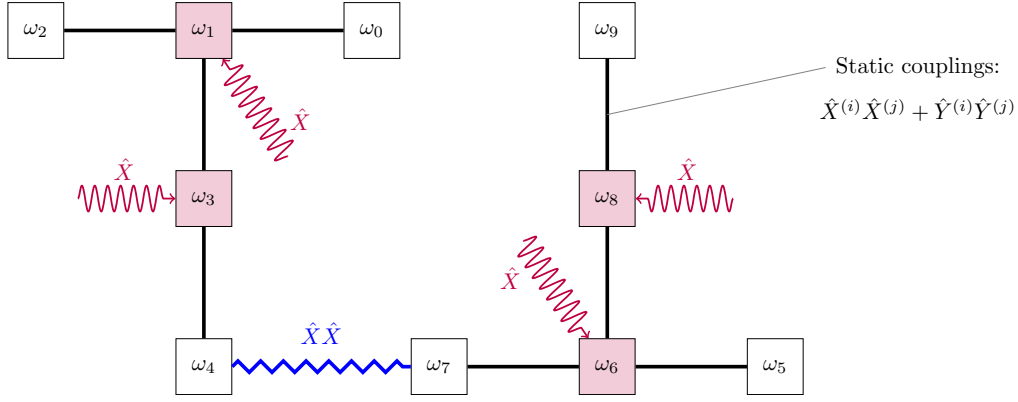 ω₂
ω₁
ω₀
ω₉
Static couplings:
X̂⁽ⁱ⁾X̂⁽ʲ⁾ + Ŷ⁽ⁱ⁾Ŷ⁽ʲ⁾
X̂
X̂
ω₃
ω₈
X̂
X̂
X̂X̂
ω₄
ω₇
ω₆
ω₅